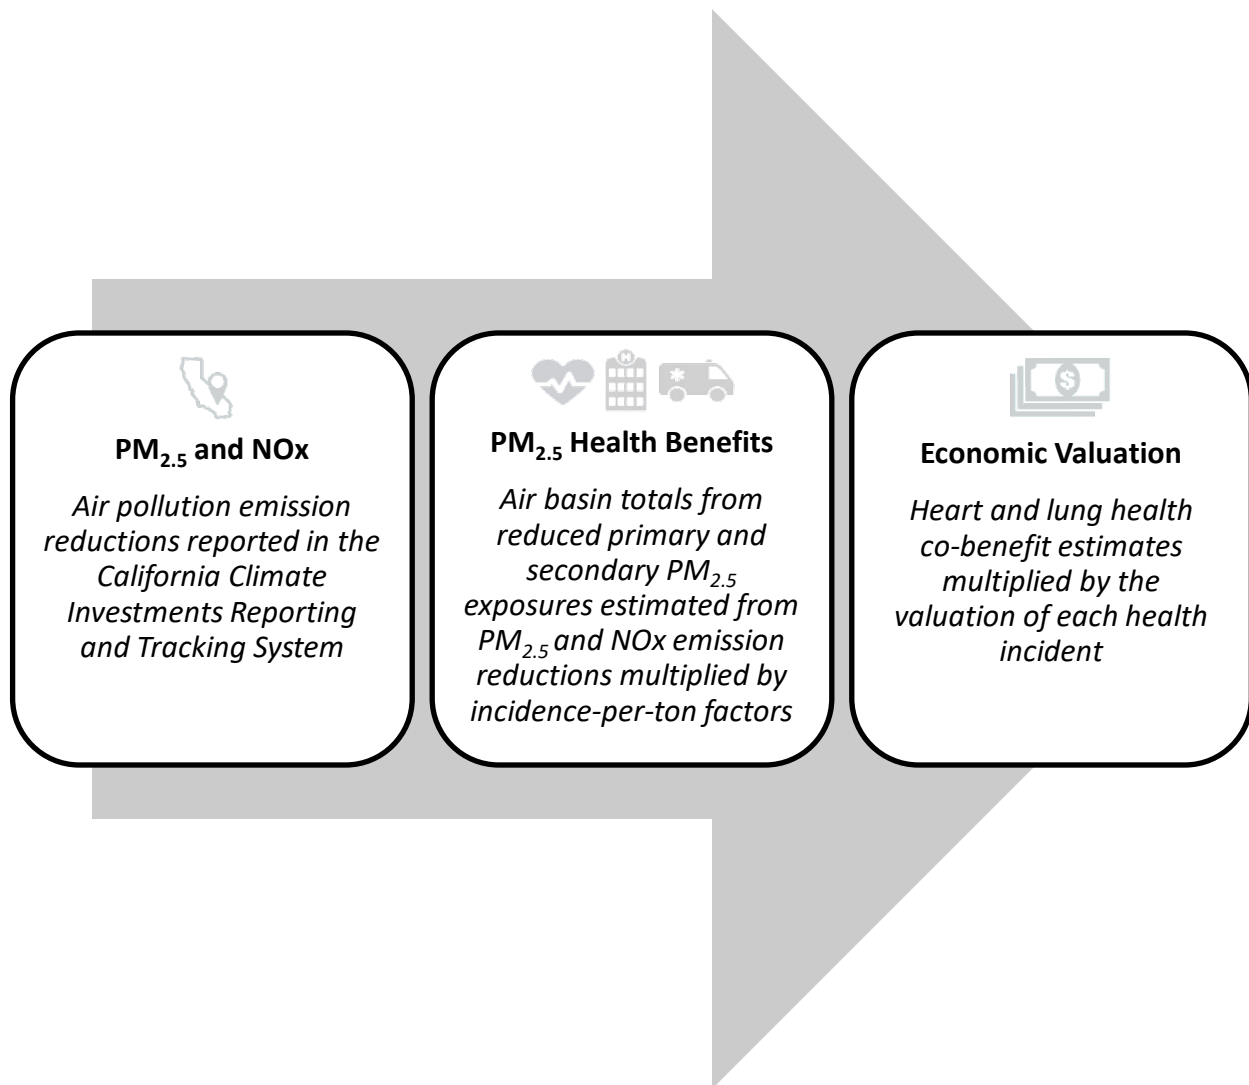 PM2.5 and NOx
Air pollution emission
reductions reported in the
California Climate
Investments Reporting
and Tracking System
H
PM2.5 Health Benefits
Air basin totals from
reduced primary and
secondary PM2.5
exposures estimated from
PM2.5 and NOx emission
reductions multiplied by
incidence-per-ton factors
$
Economic Valuation
Heart and lung health
co-benefit estimates
multiplied by the
valuation of each health
incident